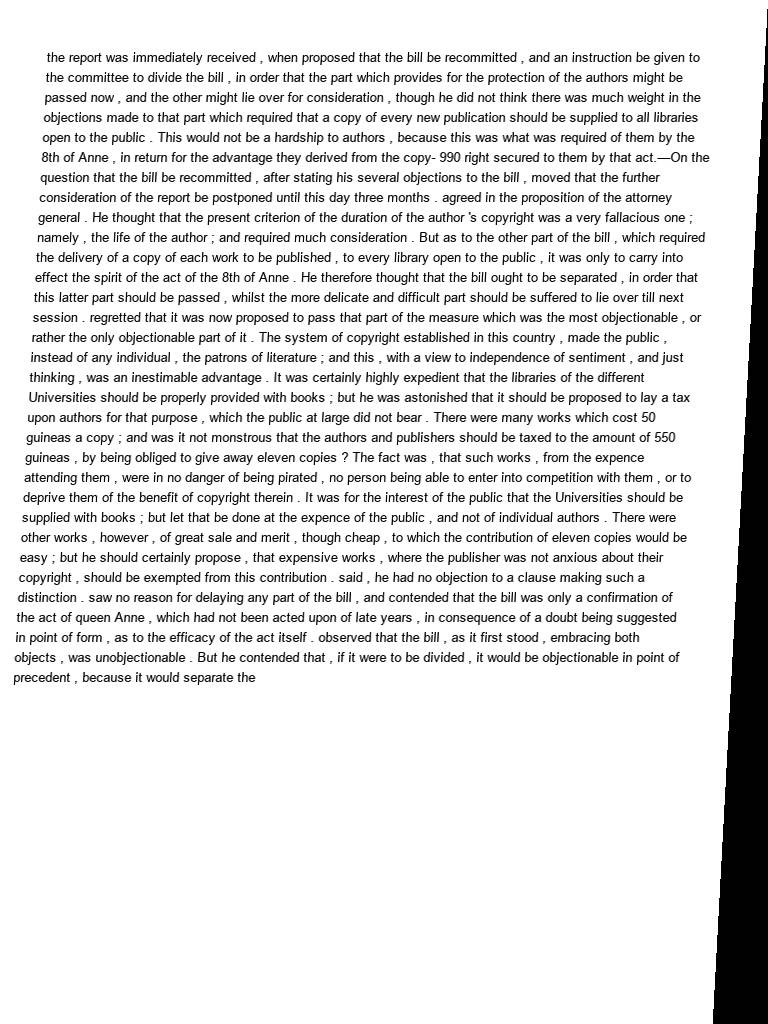 the report was immediately received , when proposed that the bill be recommitted , and an instruction be given to
the committee to divide the bill , in order that the part which provides for the protection of the authors might be
passed now , and the other might lie over for consideration , though he did not think there was much weight in the
objections made to that part which required that a copy of every new publication should be supplied to all libraries
open to the public . This would not be a hardship to authors , because this was what was required of them by the
8th of Anne , in return for the advantage they derived from the copy- 990 right secured to them by that act.—On the
question that the bill be recommitted , after stating his several objections to the bill , moved that the further
consideration of the report be postponed until this day three months . agreed in the proposition of the attorney
general . He thought that the present criterion of the duration of the author 's copyright was a very fallacious one ;
namely , the life of the author ; and required much consideration . But as to the other part of the bill , which required
the delivery of a copy of each work to be published , to every library open to the public , it was only to carry into
effect the spirit of the act of the 8th of Anne . He therefore thought that the bill ought to be separated , in order that
this latter part should be passed , whilst the more delicate and difficult part should be suffered to lie over till next
session . regretted that it was now proposed to pass that part of the measure which was the most objectionable , or
rather the only objectionable part of it . The system of copyright established in this country , made the public ,
instead of any individual , the patrons of literature ; and this , with a view to independence of sentiment , and just
thinking , was an inestimable advantage . It was certainly highly expedient that the libraries of the different
Universities should be properly provided with books ; but he was astonished that it should be proposed to lay a tax
upon authors for that purpose , which the public at large did not bear . There were many works which cost 50
guineas a copy ; and was it not monstrous that the authors and publishers should be taxed to the amount of 550
guineas , by being obliged to give away eleven copies ? The fact was , that such works , from the expence
attending them , were in no danger of being pirated , no person being able to enter into competition with them , or to
deprive them of the benefit of copyright therein . It was for the interest of the public that the Universities should be
supplied with books ; but let that be done at the expence of the public , and not of individual authors . There were
other works , however , of great sale and merit , though cheap , to which the contribution of eleven copies would be
easy ; but he should certainly propose , that expensive works , where the publisher was not anxious about their
copyright , should be exempted from this contribution . said , he had no objection to a clause making such a
distinction . saw no reason for delaying any part of the bill , and contended that the bill was only a confirmation of
the act of queen Anne , which had not been acted upon of late years , in consequence of a doubt being suggested
in point of form , as to the efficacy of the act itself . observed that the bill , as it first stood , embracing both
objects , was unobjectionable . But he contended that , if it were to be divided , it would be objectionable in point of
precedent , because it would separate the